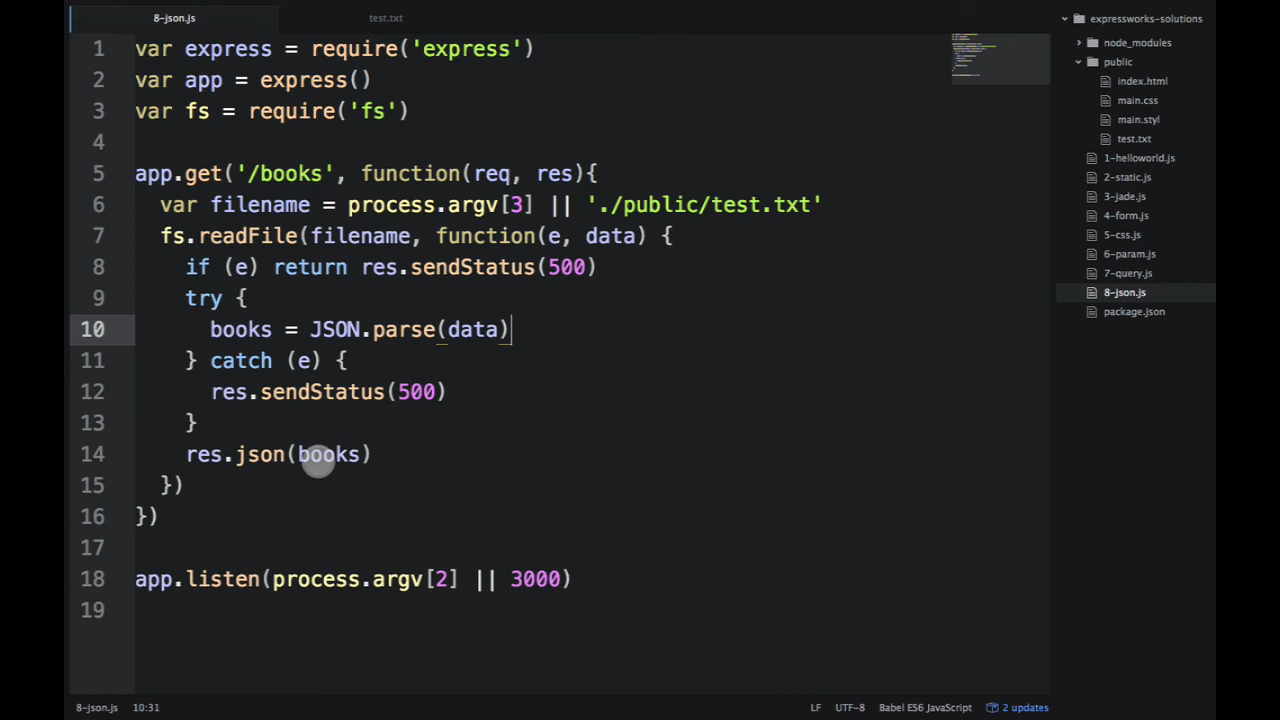 8-json.js
test.txt
1 var express = require('express')
2 var app = express()
3 var fs = require('fs')
4
5 app.get('/books', function(req, res){
6   var filename = process.argv[3] || './public/test.txt'
7   fs.readFile(filename, function(e, data) {
8     if (e) return res.sendStatus(500)
9     try {
10       books = JSON.parse(data)
11     } catch (e) {
12       res.sendStatus(500)
13     }
14     res.json(books)
15   })
16 })
17
18 app.listen(process.argv[2] || 3000)
19
expressworks-solutions
node_modules
public
index.html
main.css
main.styl
test.txt
1-helloworld.js
2-static.js
3-jade.js
4-form.js
5-css.js
6-param.js
7-query.js
8-json.js
package.json
8-json.js 10:31 LF UTF-8 Babel ES6 JavaScript 2 updates